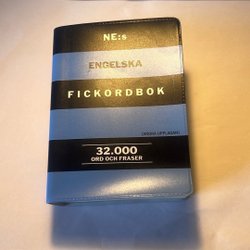 NE:s
ENGELSKA
FICKORDBOK
32.000
ORD OCH FRASER